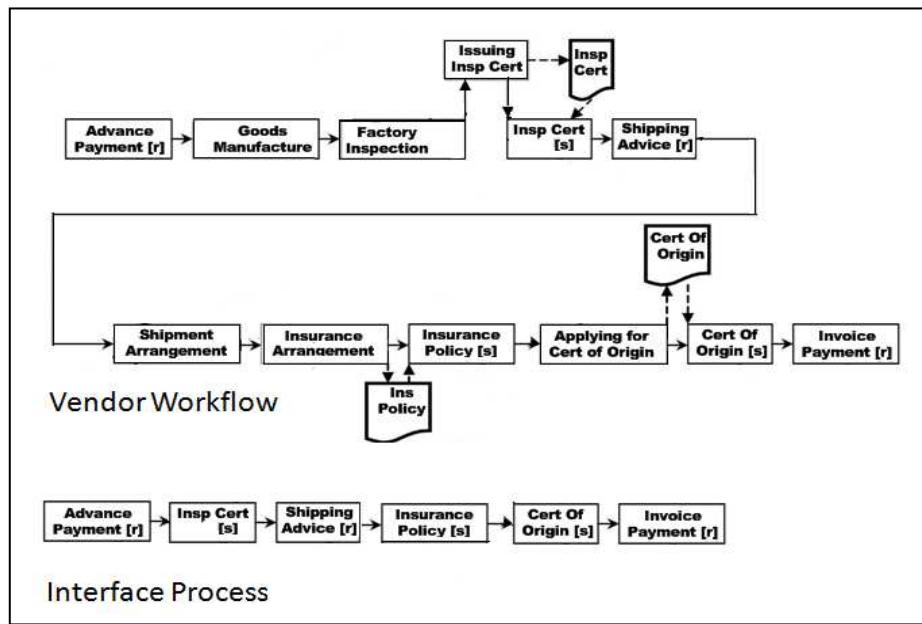 Issuing
Insp Cert
Insp
Cert
Advance
Payment [r]
Goods
Manufacture
Factory
Inspection
Insp Cert
[s]
Shipping
Advice [r]
Cert Of
Origin
Shipment
Arrangement
Insurance
Arrangement
Insurance
Policy [s]
Applying for
Cert of Origin
Cert Of
Origin [s]
Invoice
Payment [r]
Ins
Policy
Vendor Workflow
Advance
Payment [r]
Insp Cert
[s]
Shipping
Advice [r]
Insurance
Policy [s]
Cert Of
Origin [s]
Invoice
Payment [r]
Interface Process